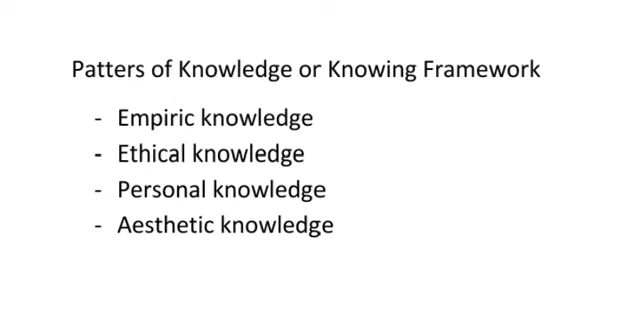 Patters of Knowledge or Knowing Framework
- Empiric knowledge
- Ethical knowledge
- Personal knowledge
- Aesthetic knowledge